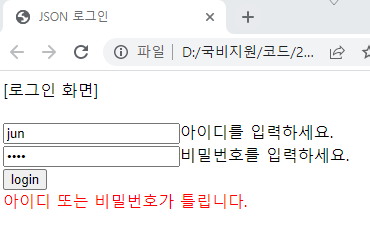 JSON 로그인
파일 D:/국비지원/코드/2...
[로그인 화면]
jun 아이디를 입력하세요.
•••• 비밀번호를 입력하세요.
login
아이디 또는 비밀번호가 틀립니다.